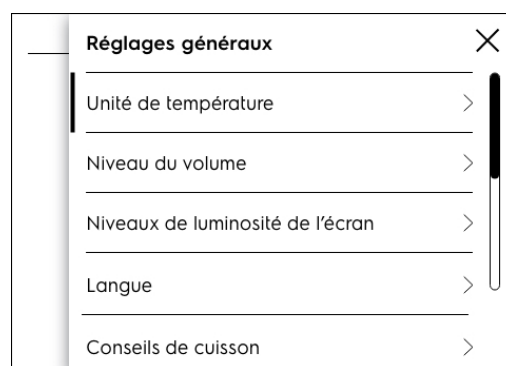 Réglages généraux
Unité de température
Niveau du volume
Niveaux de luminosité de l’écran
Langue
Conseils de cuisson